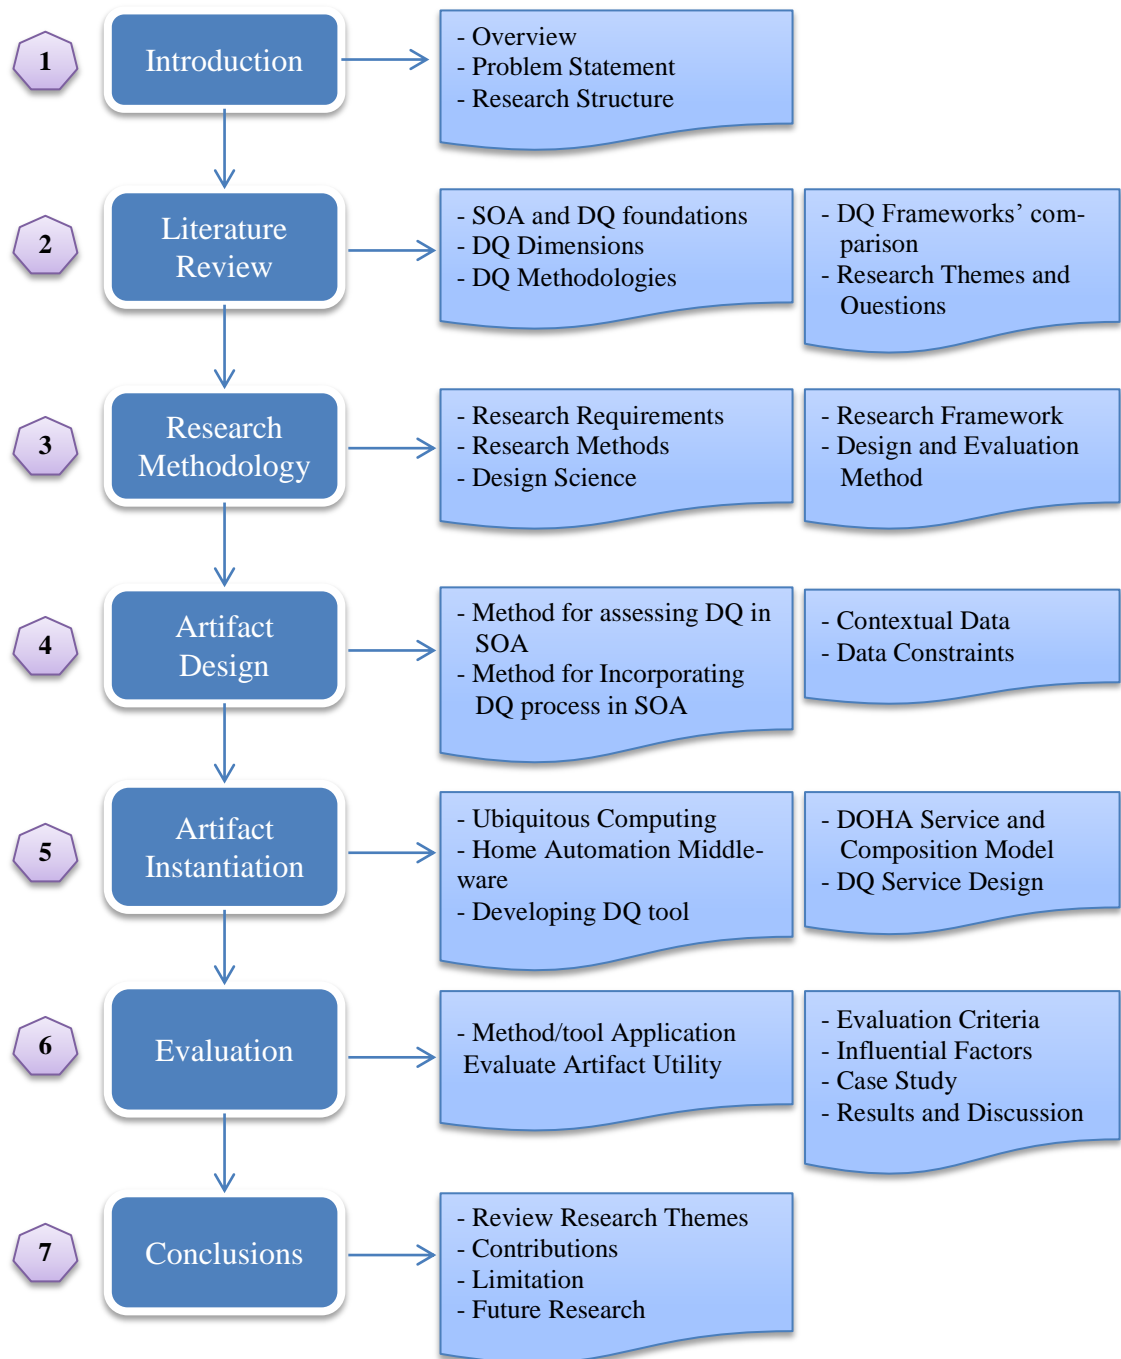 1
Introduction
- Overview
- Problem Statement
- Research Structure
2
Literature
Review
- SOA and DQ foundations
- DQ Dimensions
- DQ Methodologies
- DQ Frameworks’ com-
parison
- Research Themes and
Ouestions
3
Research
Methodology
- Research Requirements
- Research Methods
- Design Science
- Research Framework
- Design and Evaluation
Method
4
Artifact
Design
- Method for assessing DQ in
SOA
- Method for Incorporating
DQ process in SOA
- Contextual Data
- Data Constraints
5
Artifact
Instantiation
- Ubiquitous Computing
- Home Automation Middle-
ware
- Developing DQ tool
- DOHA Service and
Composition Model
- DQ Service Design
6
Evaluation
- Method/tool Application
Evaluate Artifact Utility
- Evaluation Criteria
- Influential Factors
- Case Study
- Results and Discussion
7
Conclusions
- Review Research Themes
- Contributions
- Limitation
- Future Research